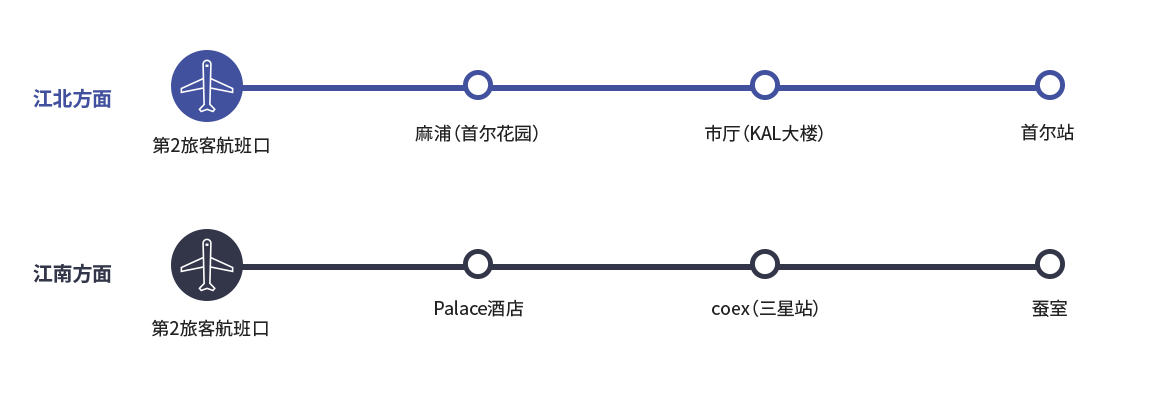 江北方面
第2旅客航班口
麻浦(首尔花园)
市厅(KAL大楼)
首尔站
江南方面
第2旅客航班口
Palace酒店
coex(三星站)
蚕室